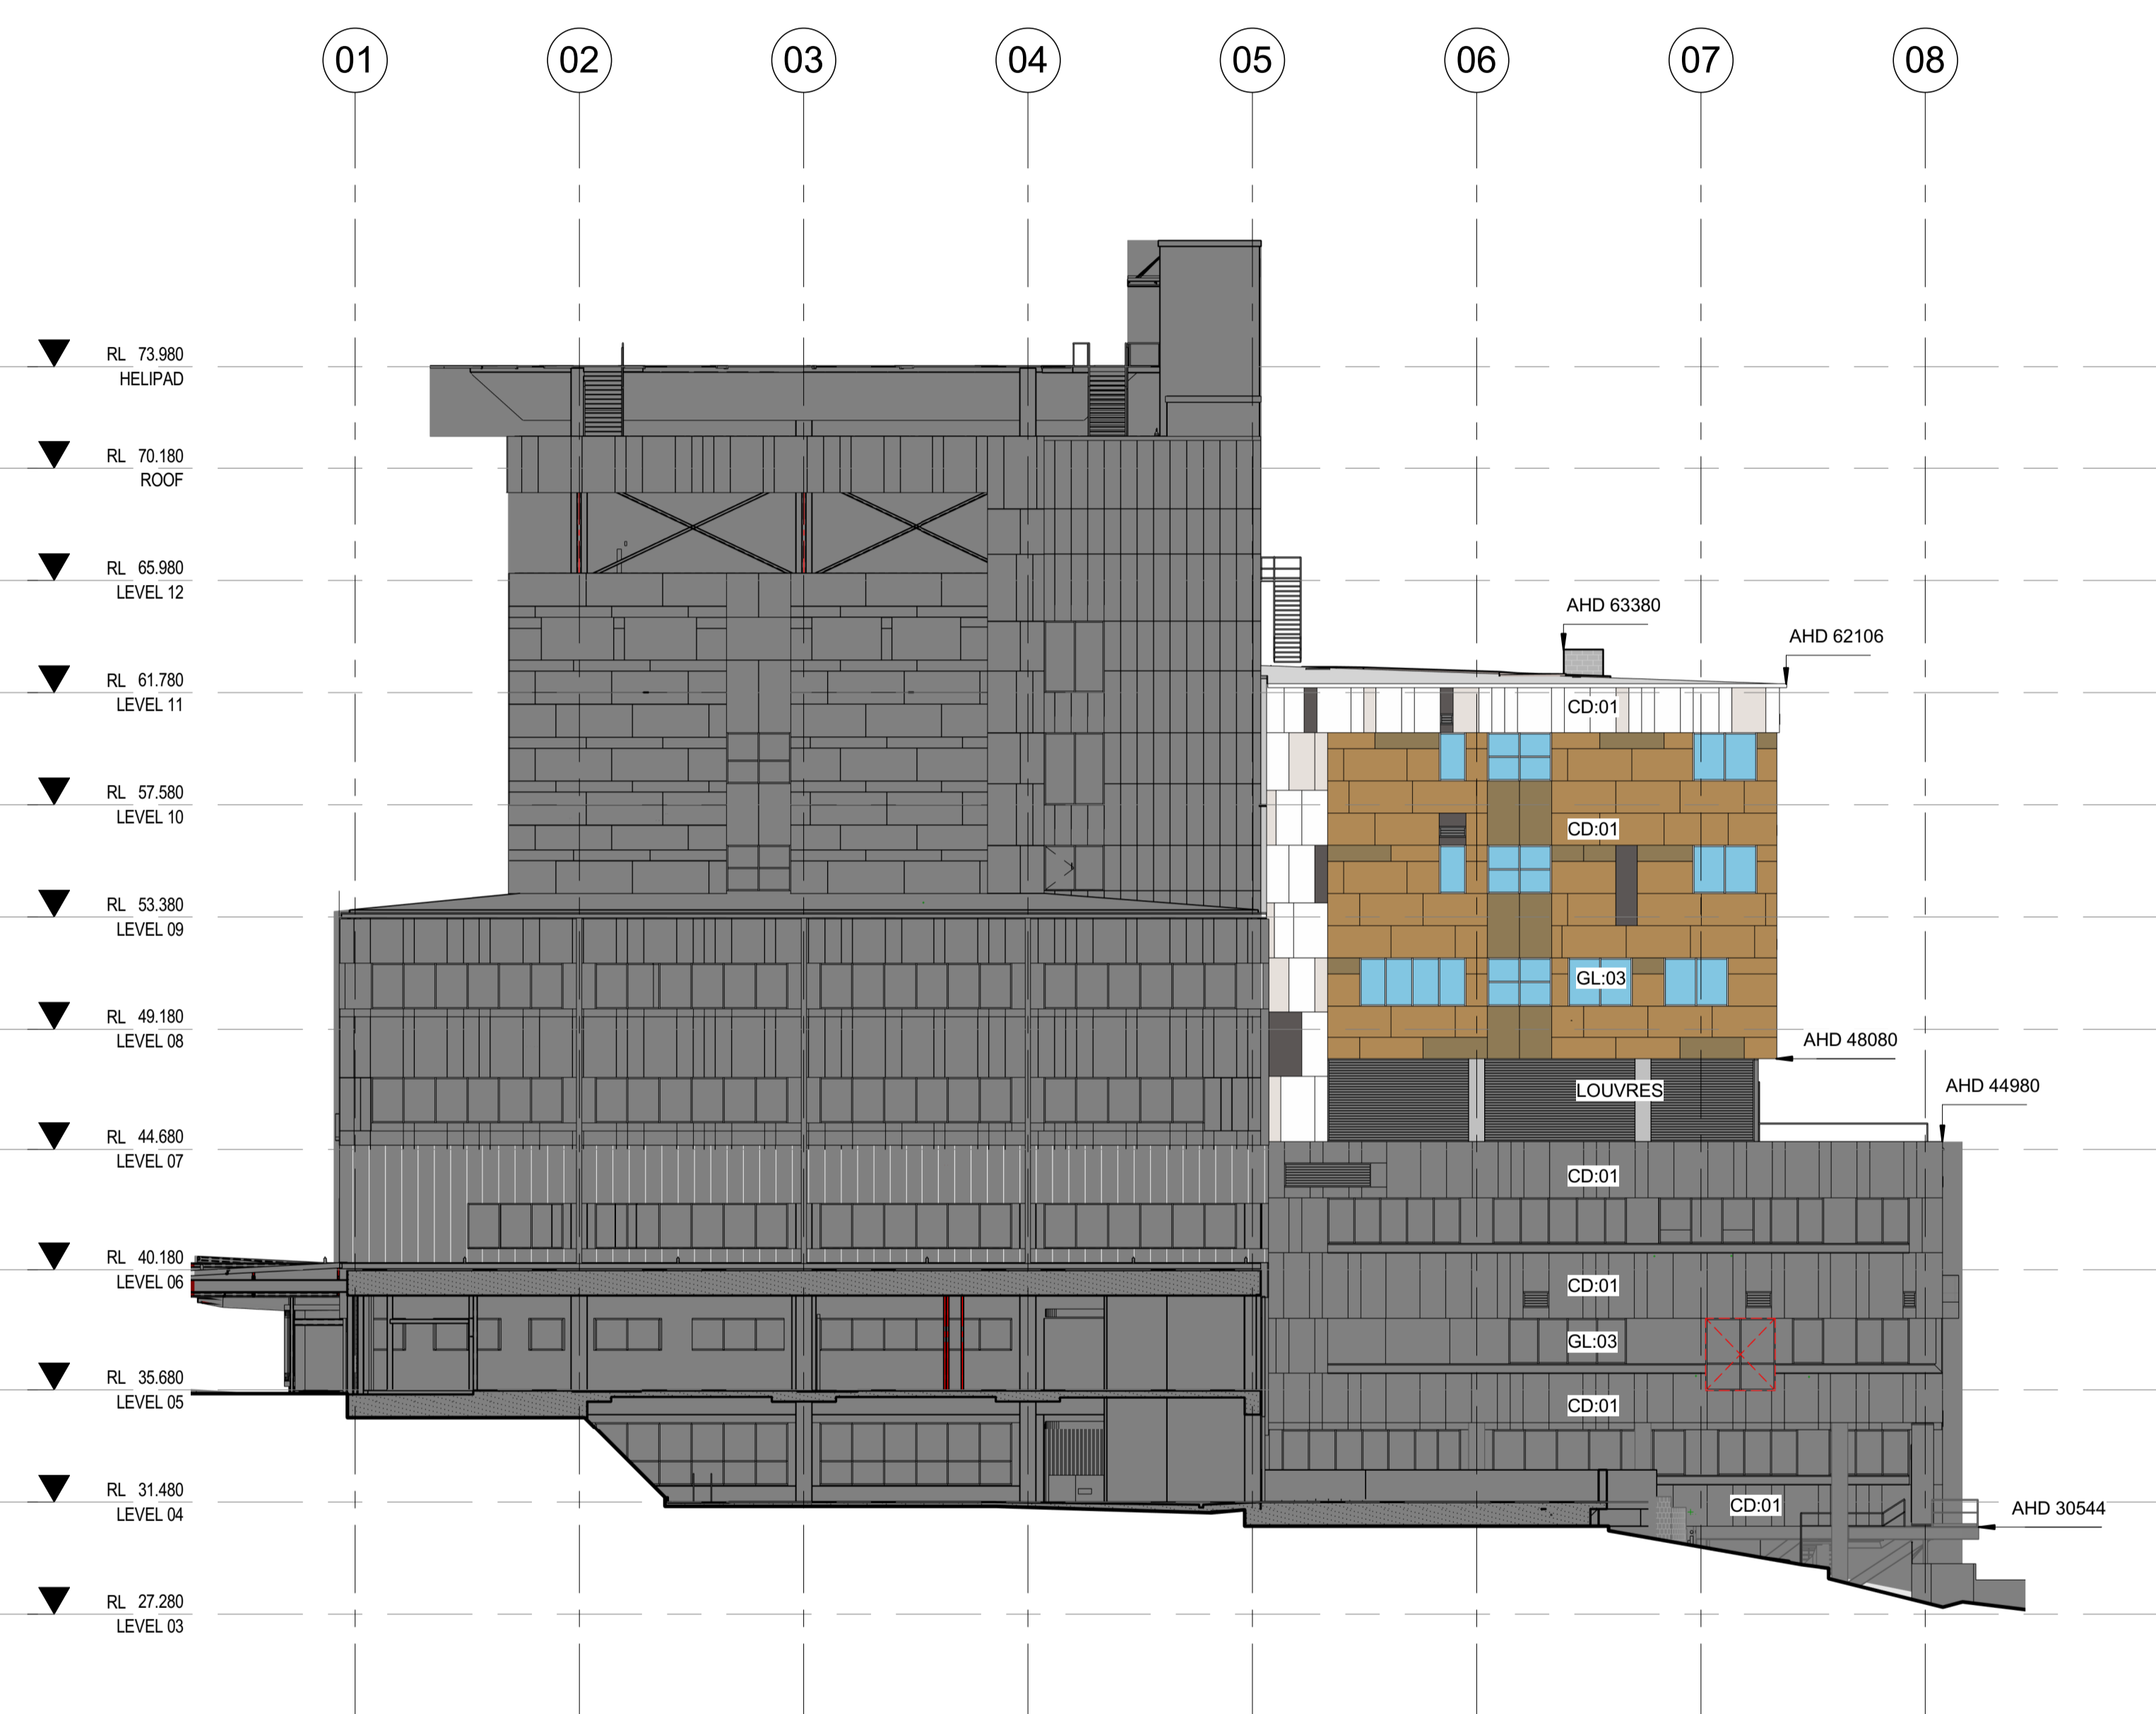 01 02 03 04 05 06 07 08
RL 73.980
HELIPAD
RL 70.180
ROOF
RL 65.980
LEVEL 12
AHD 63380
AHD 62106
RL 61.780
LEVEL 11
CD:01
RL 57.580
LEVEL 10
CD:01
RL 53.380
LEVEL 09
GL:03
RL 49.180
LEVEL 08
AHD 48080
LOUVRES
AHD 44980
RL 44.680
LEVEL 07
CD:01
RL 40.180
LEVEL 06
CD:01
GL:03
RL 35.680
LEVEL 05
CD:01
RL 31.480
LEVEL 04
CD:01
AHD 30544
RL 27.280
LEVEL 03